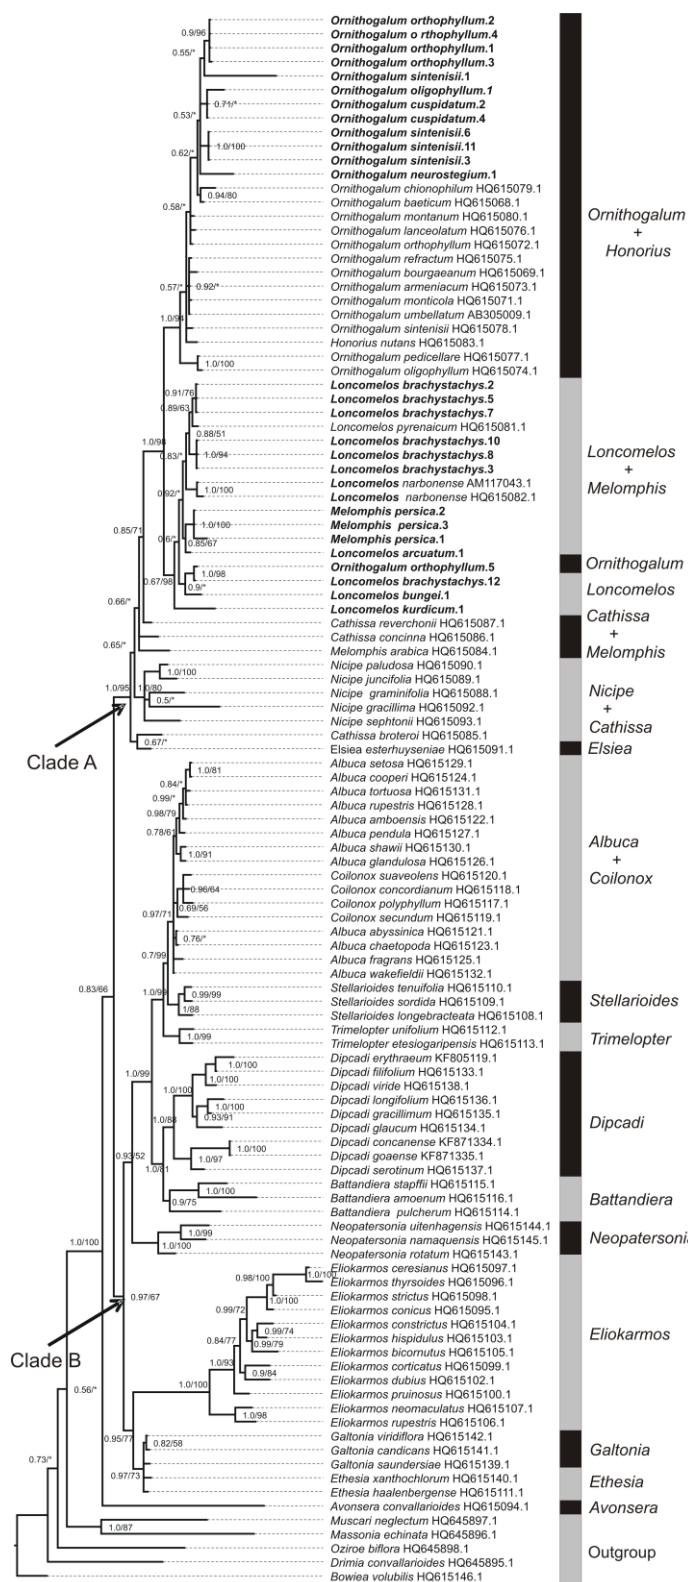 Ornithogalum orthophyllum.2
Ornithogalum o rthophyllum.4
Ornithogalum orthophyllum.1
Ornithogalum orthophyllum.3
Ornithogalum sintenisii.1
Ornithogalum oligophyllum.1
Ornithogalum cuspidatum.2
Ornithogalum cuspidatum.4
Ornithogalum sintenisii.6
Ornithogalum sintenisii.11
Ornithogalum sintenisii.3
Ornithogalum neurostegium.1
Ornithogalum chionophilum HQ615079.1
Ornithogalum baeticum HQ615068.1
Ornithogalum montanum HQ615080.1
Ornithogalum lanceolatum HQ615076.1
Ornithogalum orthophyllum HQ615072.1
Ornithogalum refractum HQ615075.1
Ornithogalum bourgaeanum HQ615069.1
Ornithogalum armeniacum HQ615073.1
Ornithogalum monticola HQ615071.1
Ornithogalum umbellatum AB305009.1
Ornithogalum sintenisii HQ615078.1
Honorius nutans HQ615083.1
Ornithogalum pedicellare HQ615077.1
Ornithogalum oligophyllum HQ615074.1
Loncomelos brachystachys.2
Loncomelos brachystachys.5
Loncomelos brachystachys.7
Loncomelos pyrenaicum HQ615081.1
Loncomelos brachystachys.10
Loncomelos brachystachys.8
Loncomelos brachystachys.3
Loncomelos narbonense AM117043.1
Loncomelos narbonense HQ615082.1
Melomphis persica.2
Melomphis persica.3
Melomphis persica.1
Loncomelos arcuatum.1
Ornithogalum orthophyllum.5
Loncomelos brachystachys.12
Loncomelos bungei.1
Loncomelos kurdicum.1
Cathissa reverchonii HQ615087.1
Cathissa concinna HQ615086.1
Melomphis arabica HQ615084.1
Nicipe paludosa HQ615090.1
Nicipe juncifolia HQ615089.1
Nicipe graminifolia HQ615088.1
Nicipe gracillima HQ615092.1
Nicipe sephtonii HQ615093.1
Cathissa broteroi HQ615085.1
Elsiea esterhuyseniae HQ615091.1
Albuca setosa HQ615129.1
Albuca cooperi HQ615124.1
Albuca tortuosa HQ615131.1
Albuca rupestris HQ615128.1
Albuca amboensis HQ615122.1
Albuca pendula HQ615127.1
Albuca shawii HQ615130.1
Albuca glandulosa HQ615126.1
Coilonox suaveolens HQ615120.1
Coilonox concordianum HQ615118.1
Coilonox polyphyllum HQ615117.1
Coilonox secundum HQ615119.1
Albuca abyssinica HQ615121.1
Albuca chaetopoda HQ615123.1
Albuca fragrans HQ615125.1
Albuca wakefieldii HQ615132.1
Stellarioides tenuifolia HQ615110.1
Stellarioides sordida HQ615109.1
Stellarioides longebracteata HQ615108.1
Trimelopter unifolium HQ615112.1
Trimelopter etesiogaripensis HQ615113.1
Dipcadi erythraeum KF805119.1
Dipcadi filifolium HQ615133.1
Dipcadi viride HQ615138.1
Dipcadi longifolium HQ615136.1
Dipcadi gracillimum HQ615135.1
Dipcadi glaucum HQ615134.1
Dipcadi concanense KF871334.1
Dipcadi goaense KF871335.1
Dipcadi serotinum HQ615137.1
Battandiera stapffii HQ615115.1
Battandiera amoenum HQ615116.1
Battandiera pulcherum HQ615114.1
Neopatersonia uitenhagensis HQ615144.1
Neopatersonia namaquensis HQ615145.1
Neopatersonia rotatum HQ615143.1
Eliokarmos ceresianus HQ615097.1
Eliokarmos thyrsoides HQ615096.1
Eliokarmos strictus HQ615098.1
Eliokarmos conicus HQ615095.1
Eliokarmos constrictus HQ615104.1
Eliokarmos hispidulus HQ615103.1
Eliokarmos bicornutus HQ615105.1
Eliokarmos corticatus HQ615099.1
Eliokarmos dubius HQ615102.1
Eliokarmos pruinosus HQ615100.1
Eliokarmos neomaculatus HQ615107.1
Eliokarmos rupestris HQ615106.1
Galtonia viridiflora HQ615142.1
Galtonia candicans HQ615141.1
Galtonia saundersiae HQ615139.1
Ethesia xanthochlorum HQ615140.1
Ethesia haalenbergense HQ615111.1
Avonsera convallarioides HQ615094.1
Muscari neglectum HQ645897.1
Massonia echinata HQ645896.1
Oziroe biflora HQ645898.1
Drimia convallarioides HQ645895.1
Bowiea volubilis HQ615146.1
Ornithogalum
+
Honorius
Loncomelos
+
Melomphis
Ornithogalum
Loncomelos
Cathissa
+
Melomphis
Nicipe
+
Cathissa
Elsiea
Albuca
+
Coilonox
Stellarioides
Trimelopter
Dipcadi
Battandiera
Neopatersonia
Eliokarmos
Galtonia
Ethesia
Avonsera
Outgroup
Clade A
Clade B
0.9/96
0.55/*
0.71/*
0.53/*
1.0/100
0.62/*
0.94/80
0.58/*
0.57/*
0.92/*
1.0/94
0.91/76
0.89/63
0.88/51
1.0/98
0.83/*
1.0/94
1.0/100
0.92/*
1.0/100
0.85/71
0.6/*
0.85/67
0.67/98
1.0/98
0.9/*
0.66/*
0.65/*
1.0/100
1.0/95
1.0/80
0.5/*
0.67/*
1.0/81
0.84/*
0.99/*
0.98/79
0.78/61
1.0/91
0.96/64
0.69/56
0.97/71
0.76/*
0.7/99
0.83/66
1.0/99
0.99/99
1/88
1.0/99
1.0/99
1.0/100
1.0/100
1.0/100
1.0/100
0.93/91
1.0/88
1.0/100
0.93/52
1.0/97
1.0/81
1.0/100
0.9/75
1.0/99
1.0/100
1.0/100
0.98/100
1.0/100
0.97/67
1.0/100
0.99/72
0.99/74
0.84/77
0.99/79
1.0/93
0.9/84
1.0/100
0.56/*
1.0/98
0.95/77
0.82/58
0.73/*
0.97/73
1.0/87